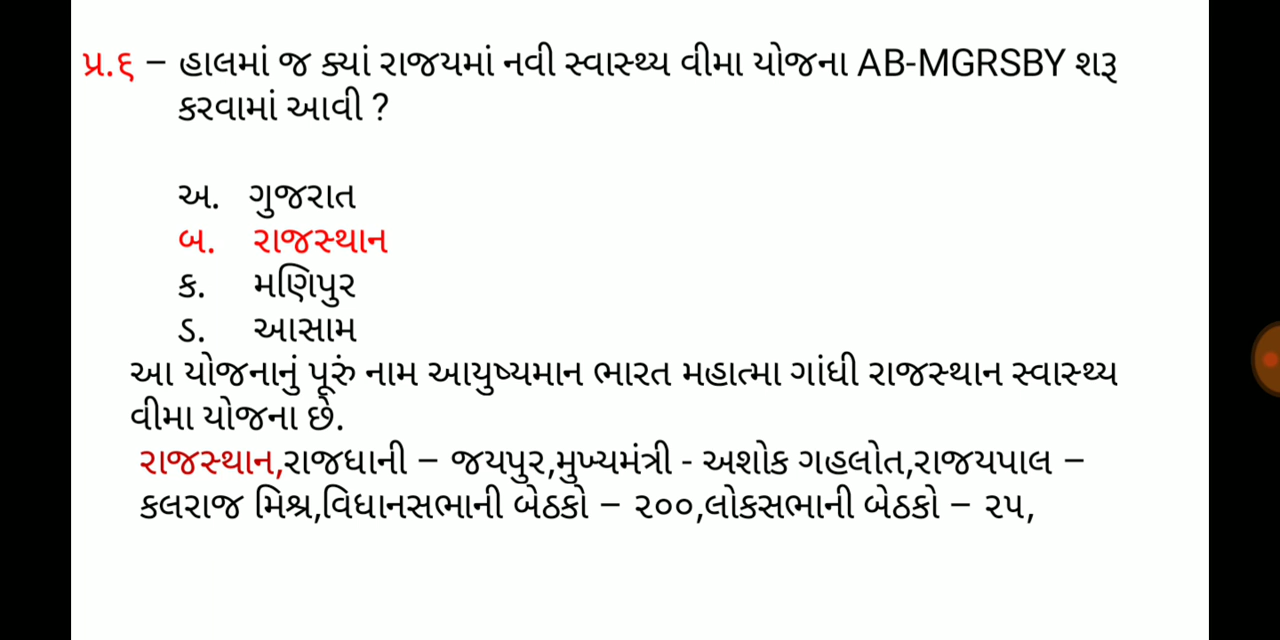 પ્ર.૬ – હાલમાં જ ક્યાં રાજયમાં નવી સ્વાસ્થ્ય વીમા યોજના AB-MGRSBY શરૂ
કરવામાં આવી ?
અ. ગુજરાત
બ. રાજસ્થાન
ક. મણિપુર
ડ. આસામ
આ યોજનાનું પૂરું નામ આયુષ્યમાન ભારત મહાત્મા ગાંધી રાજસ્થાન સ્વાસ્થ્ય
વીમા યોજના છે.
રાજસ્થાન,રાજધાની – જયપુર,મુખ્યમંત્રી - અશોક ગહલોત,રાજયપાલ –
કલરાજ મિશ્ર,વિધાનસભાની બેઠકો – ૨૦૦,લોકસભાની બેઠકો – ૨૫,